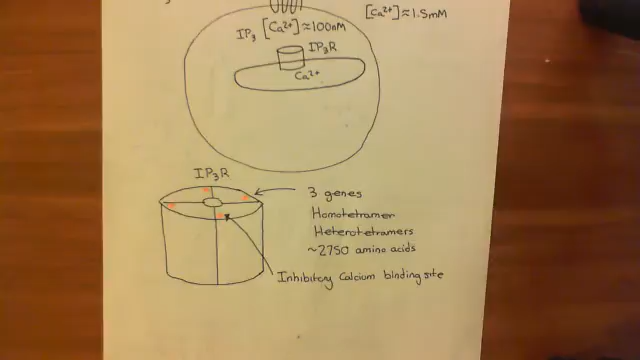 [Ca²⁺]≈1.5mM
IP₃ [Ca²⁺]≈100nM
IP₃R
Ca²⁺
IP₃R
3 genes
Homotetramer
Heterotetramers
~2750 amino acids
Inhibitory Calcium binding site